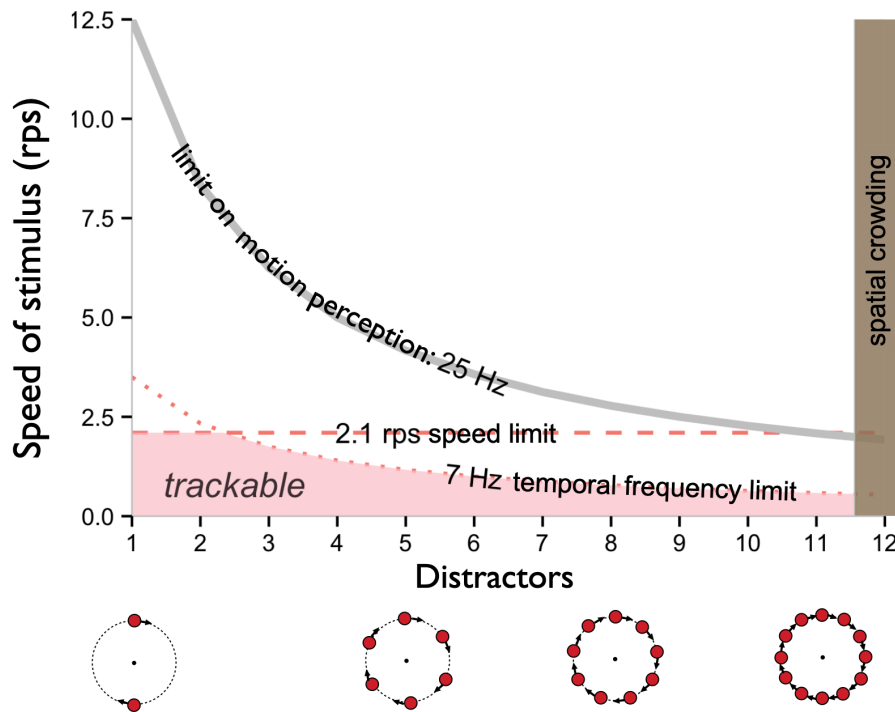 12.5
10.0
7.5
5.0
2.5
0.0
Speed of stimulus (rps)
limit on motion perception: 25 Hz
2.1 rps speed limit
7 Hz temporal frequency limit
trackable
spatial crowding
1 2 3 4 5 6 7 8 9 10 11 12
Distractors